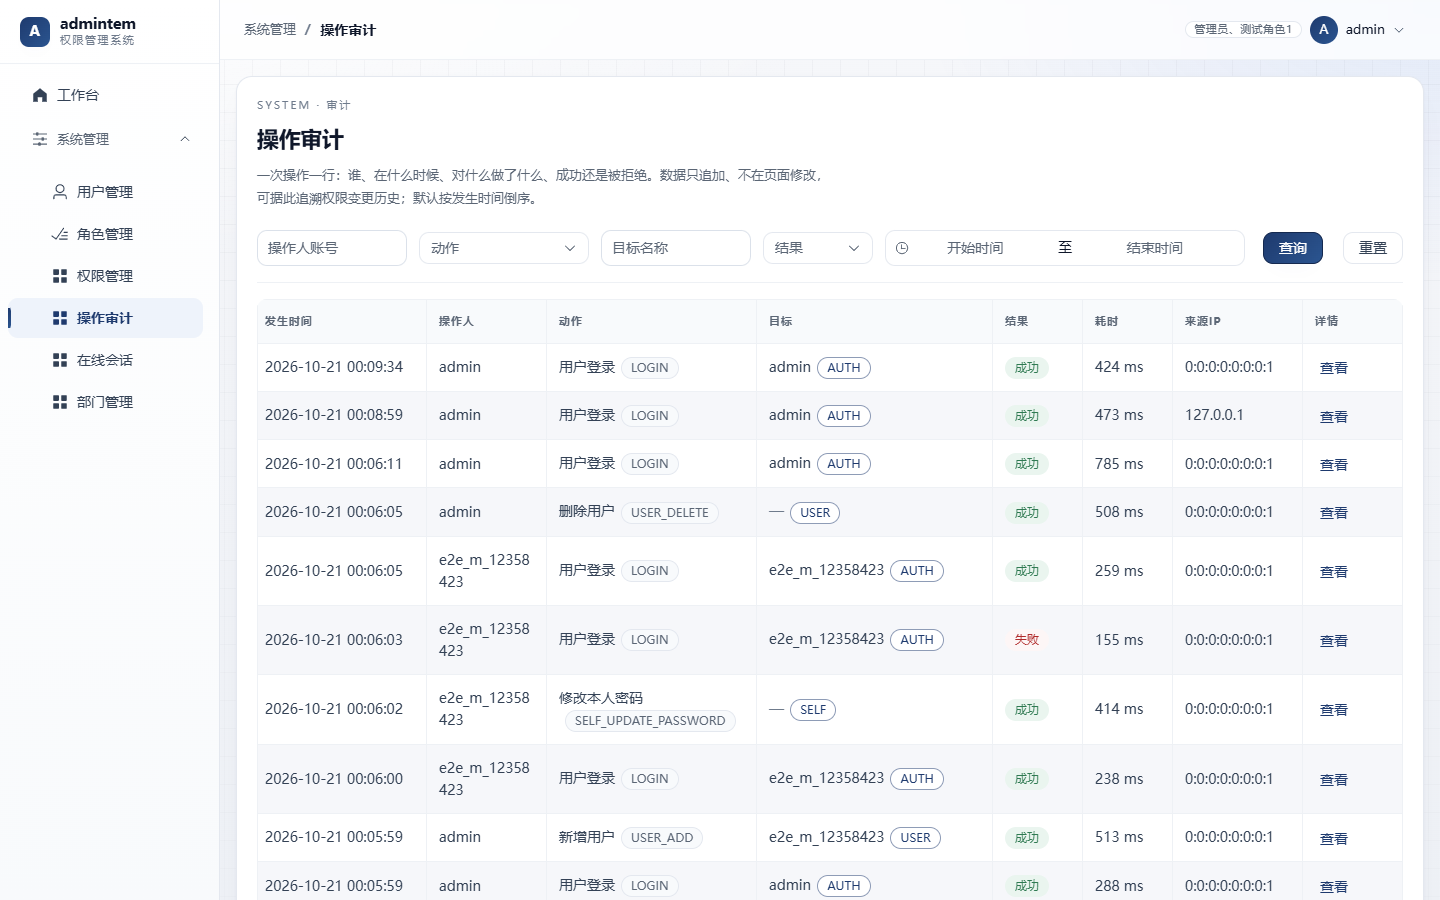 A
admintem
权限管理系统
系统管理 / 操作审计
管理员、测试角色1
A
admin
工作台
系统管理
用户管理
角色管理
权限管理
操作审计
在线会话
部门管理
SYSTEM · 审计
操作审计
一次操作一行：谁、在什么时候、对什么做了什么、成功还是被拒绝。数据只追加、不在页面修改，
可据此追溯权限变更历史；默认按发生时间倒序。
操作人账号 动作 目标名称 结果 开始时间 至 结束时间 查询 重置
发生时间 操作人 动作 目标 结果 耗时 来源IP 详情
2026-10-21 00:09:34 admin 用户登录 LOGIN admin AUTH 成功 424 ms 0:0:0:0:0:0:0:1 查看
2026-10-21 00:08:59 admin 用户登录 LOGIN admin AUTH 成功 473 ms 127.0.0.1 查看
2026-10-21 00:06:11 admin 用户登录 LOGIN admin AUTH 成功 785 ms 0:0:0:0:0:0:0:1 查看
2026-10-21 00:06:05 admin 删除用户 USER_DELETE — USER 成功 508 ms 0:0:0:0:0:0:0:1 查看
2026-10-21 00:06:05 e2e_m_12358
423 用户登录 LOGIN e2e_m_12358423 AUTH 成功 259 ms 0:0:0:0:0:0:0:1 查看
2026-10-21 00:06:03 e2e_m_12358
423 用户登录 LOGIN e2e_m_12358423 AUTH 失败 155 ms 0:0:0:0:0:0:0:1 查看
2026-10-21 00:06:02 e2e_m_12358
423 修改本人密码
SELF_UPDATE_PASSWORD — SELF 成功 414 ms 0:0:0:0:0:0:0:1 查看
2026-10-21 00:06:00 e2e_m_12358
423 用户登录 LOGIN e2e_m_12358423 AUTH 成功 238 ms 0:0:0:0:0:0:0:1 查看
2026-10-21 00:05:59 admin 新增用户 USER_ADD e2e_m_12358423 USER 成功 513 ms 0:0:0:0:0:0:0:1 查看
2026-10-21 00:05:59 admin 用户登录 LOGIN admin AUTH 成功 288 ms 0:0:0:0:0:0:0:1 查看